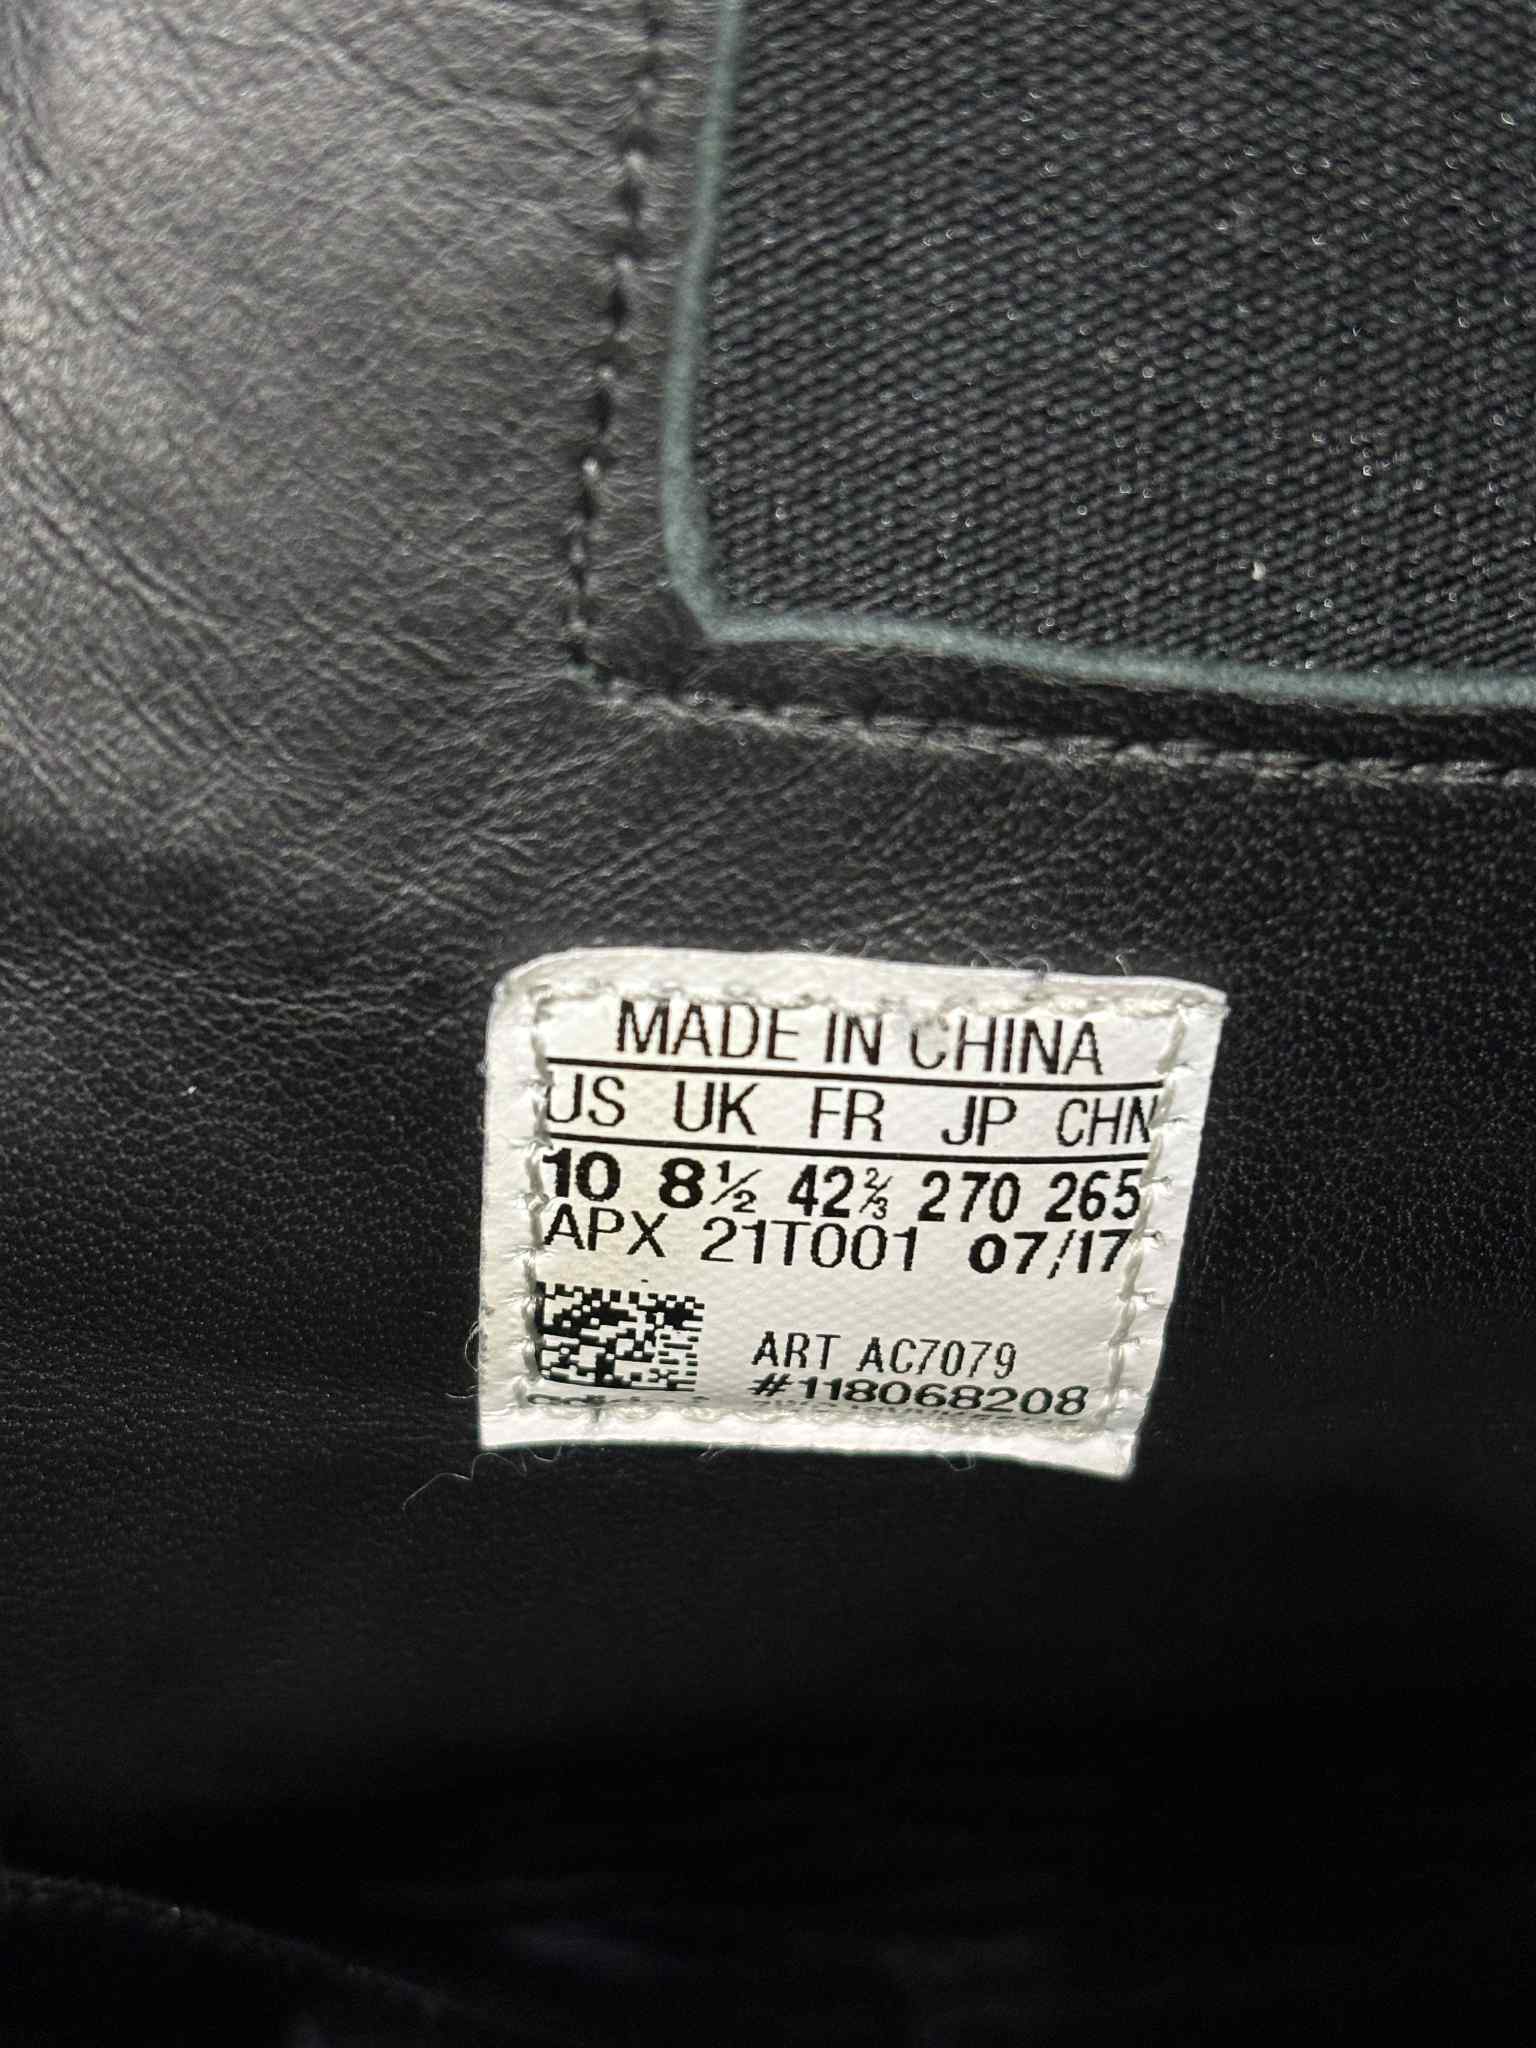 MADE IN CHINA
US UK FR JP CHN
10 8½ 42⅔ 270 265
APX 21T001 07/17
ART AC7079
#118068208